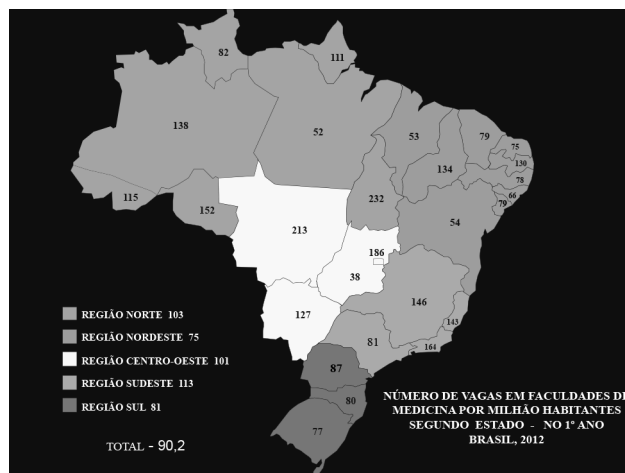 82
111
138
52
53
79
75
134
130
78
115
152
232
66
79
213
54
186
38
127
146
143
81
164
87
80
77
REGIÃO NORTE 103
REGIÃO NORDESTE 75
REGIÃO CENTRO-OESTE 101
REGIÃO SUDESTE 113
REGIÃO SUL 81
TOTAL - 90,2
NÚMERO DE VAGAS EM FACULDADES DE
MEDICINA POR MILHÃO HABITANTES
SEGUNDO ESTADO - NO 1º ANO
BRASIL, 2012